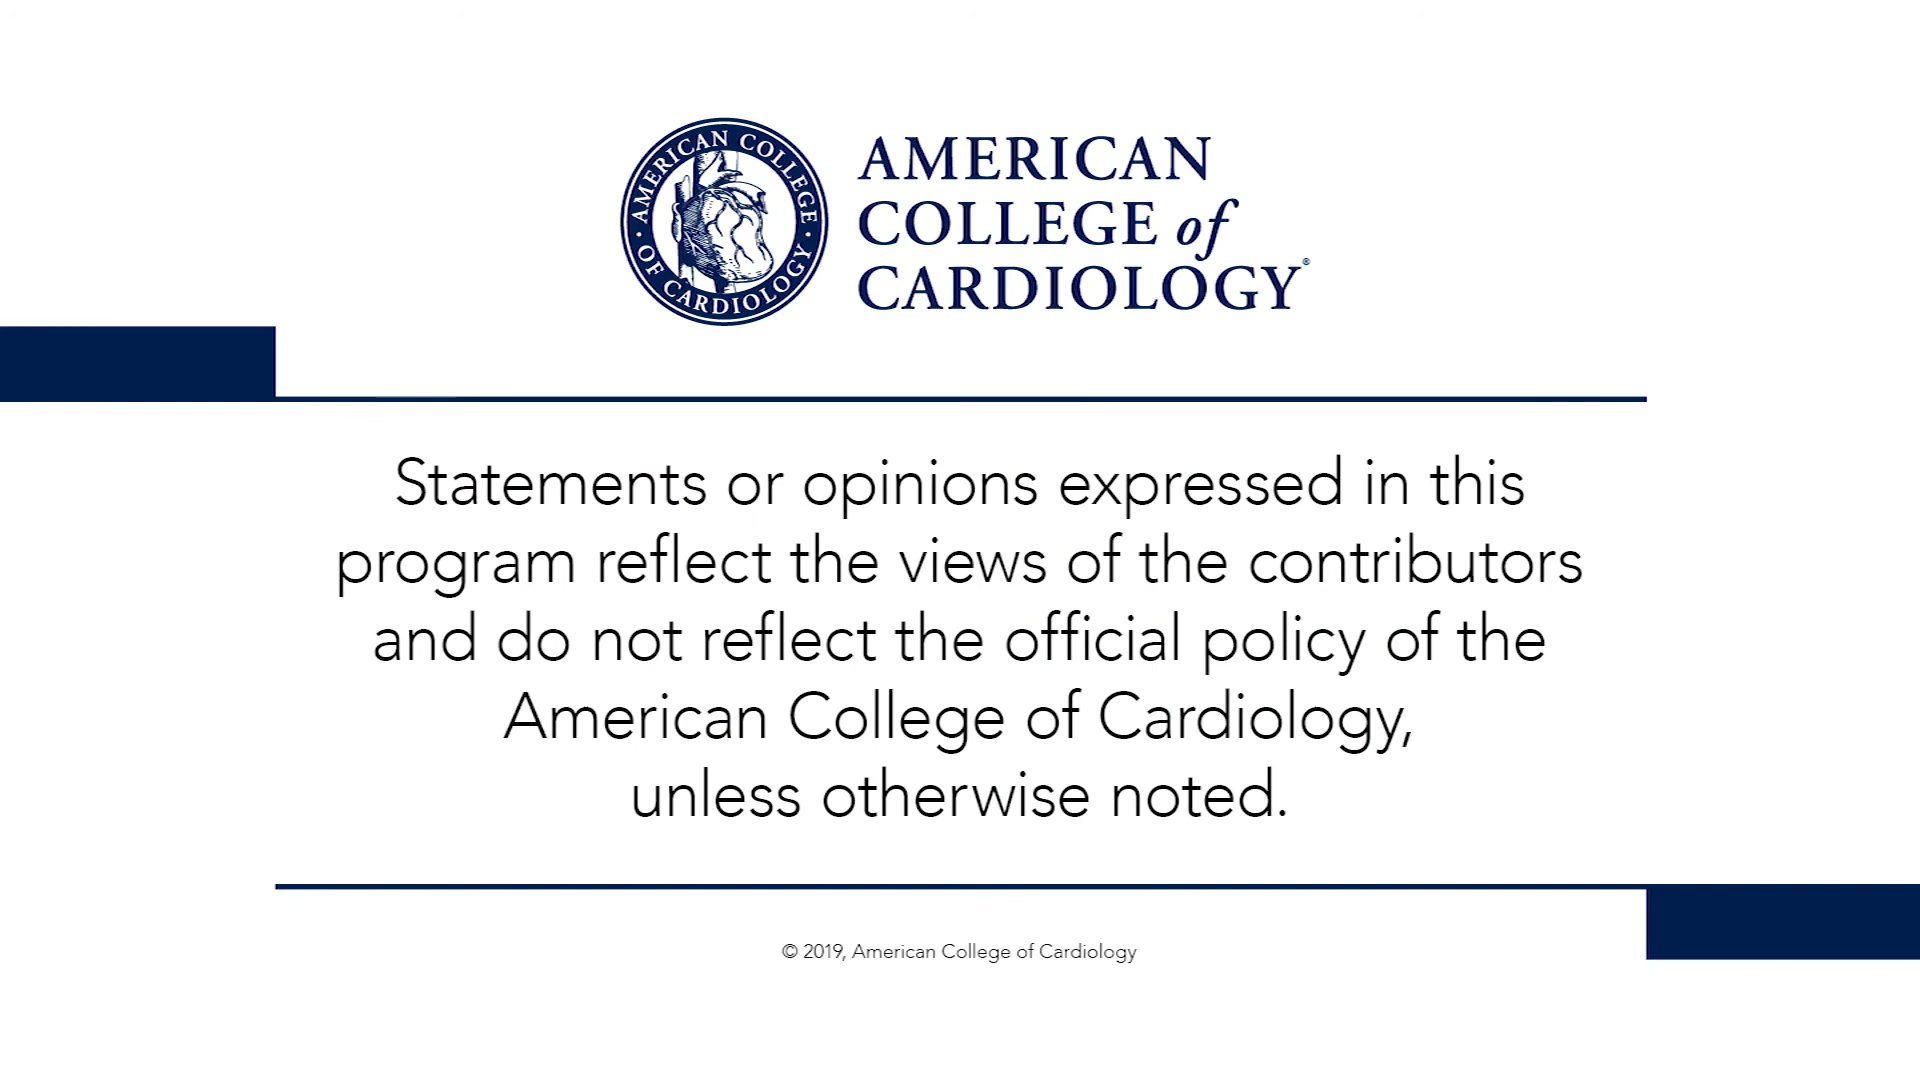 AMERICAN COLLEGE
· OF CARDIOLOGY ·
AMERICAN
COLLEGE of
CARDIOLOGY®
Statements or opinions expressed in this
program reflect the views of the contributors
and do not reflect the official policy of the
American College of Cardiology,
unless otherwise noted.
© 2019, American College of Cardiology